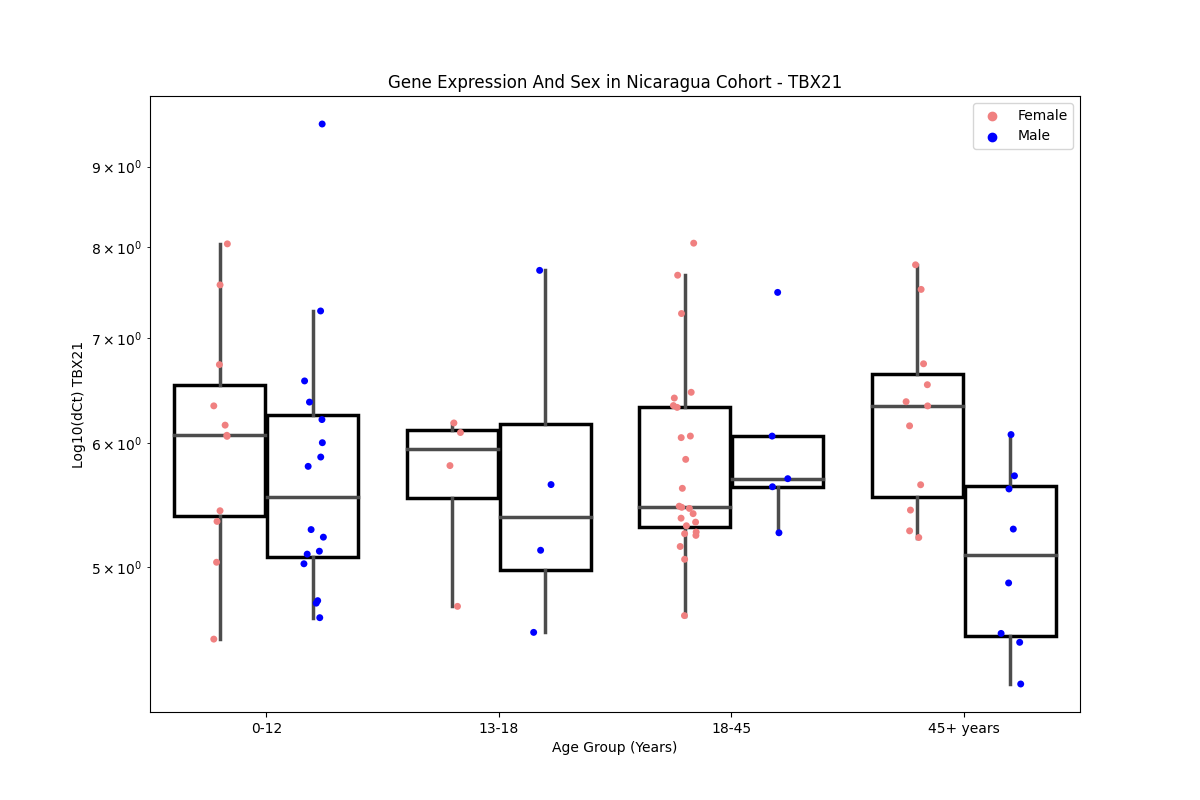 Gene Expression And Sex in Nicaragua Cohort - TBX21
Female
Male
9 × 10⁰
8 × 10⁰
7 × 10⁰
6 × 10⁰
5 × 10⁰
Log10(dCt) TBX21
0-12
13-18
18-45
45+ years
Age Group (Years)